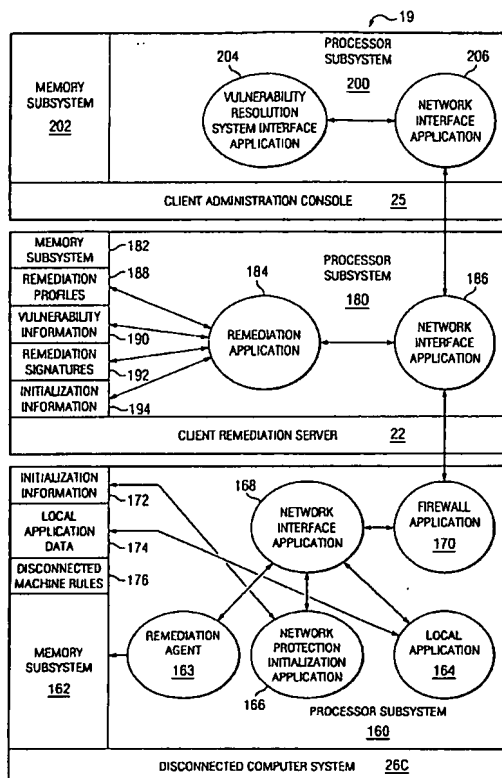 19
MEMORY
SUBSYSTEM
202
204
PROCESSOR
SUBSYSTEM
200
206
VULNERABILITY
RESOLUTION
SYSTEM INTERFACE
APPLICATION
NETWORK
INTERFACE
APPLICATION
CLIENT ADMINISTRATION CONSOLE 25
MEMORY
SUBSYSTEM
182
REMEDIATION
PROFILES
188
VULNERABILITY
INFORMATION
190
REMEDIATION
SIGNATURES
192
INITIALIZATION
INFORMATION
194
184
REMEDIATION
APPLICATION
PROCESSOR
SUBSYSTEM
180
186
NETWORK
INTERFACE
APPLICATION
CLIENT REMEDIATION SERVER 22
INITIALIZATION
INFORMATION
172
LOCAL
APPLICATION
DATA
174
DISCONNECTED
MACHINE RULES
176
MEMORY
SUBSYSTEM
162
168
NETWORK
INTERFACE
APPLICATION
FIREWALL
APPLICATION
170
REMEDIATION
AGENT
163
NETWORK
PROTECTION
INITIALIZATION
APPLICATION
166
LOCAL
APPLICATION
164
PROCESSOR
SUBSYSTEM
160
DISCONNECTED COMPUTER SYSTEM 26C